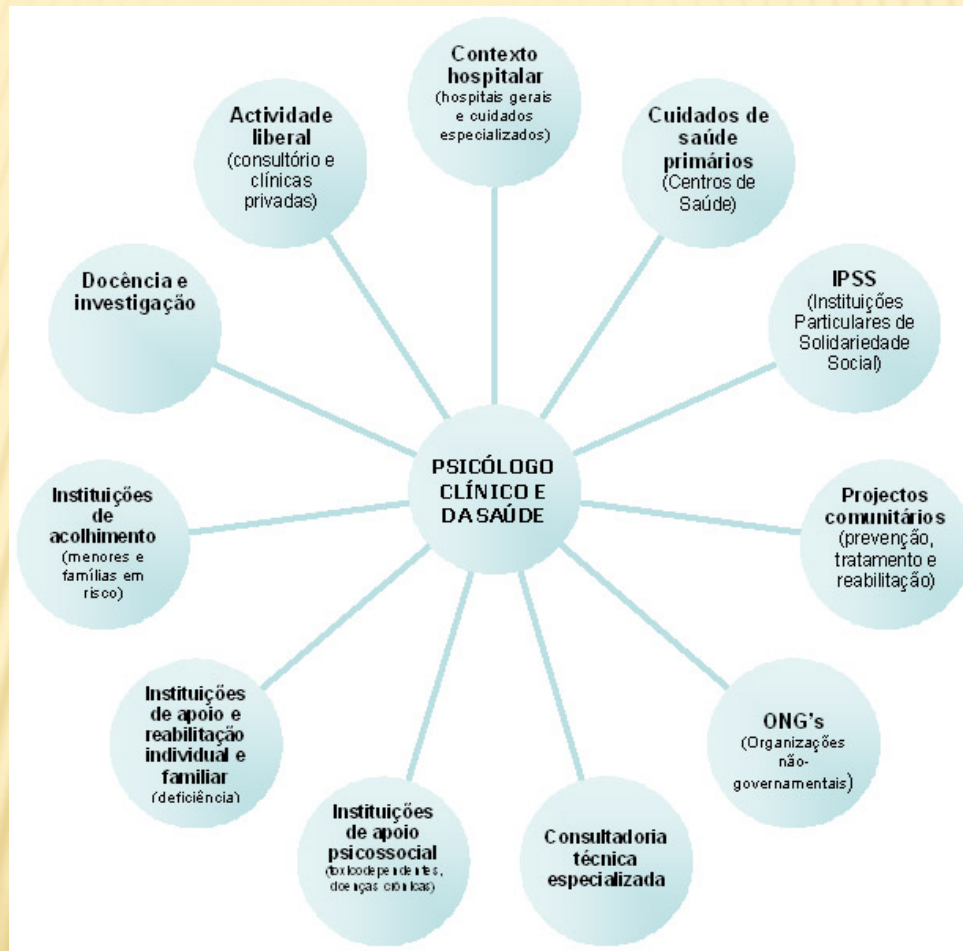 Contexto
hospitalar
(hospitais gerais
e cuidados
especializados)
Cuidados de
saúde
primários
(Centros de
Saúde)
IPSS
(Instituições
Particulares de
Solidariedade
Social)
Projectos
comunitários
(prevenção,
tratamento e
reabilitação)
ONG's
(Organizações
não-
governamentais)
Consultadoria
técnica
especializada
Instituições
de apoio
psicossocial
(toxicodependentes,
doenças crónicas)
Instituições
de apoio e
reabilitação
individual e
familiar
(deficiência)
Instituições
de
acolhimento
(menores e
famílias em
risco)
Docência e
investigação
Actividade
liberal
(consultório e
clínicas
privadas)
PSICÓLOGO
CLÍNICO E
DA SAÚDE